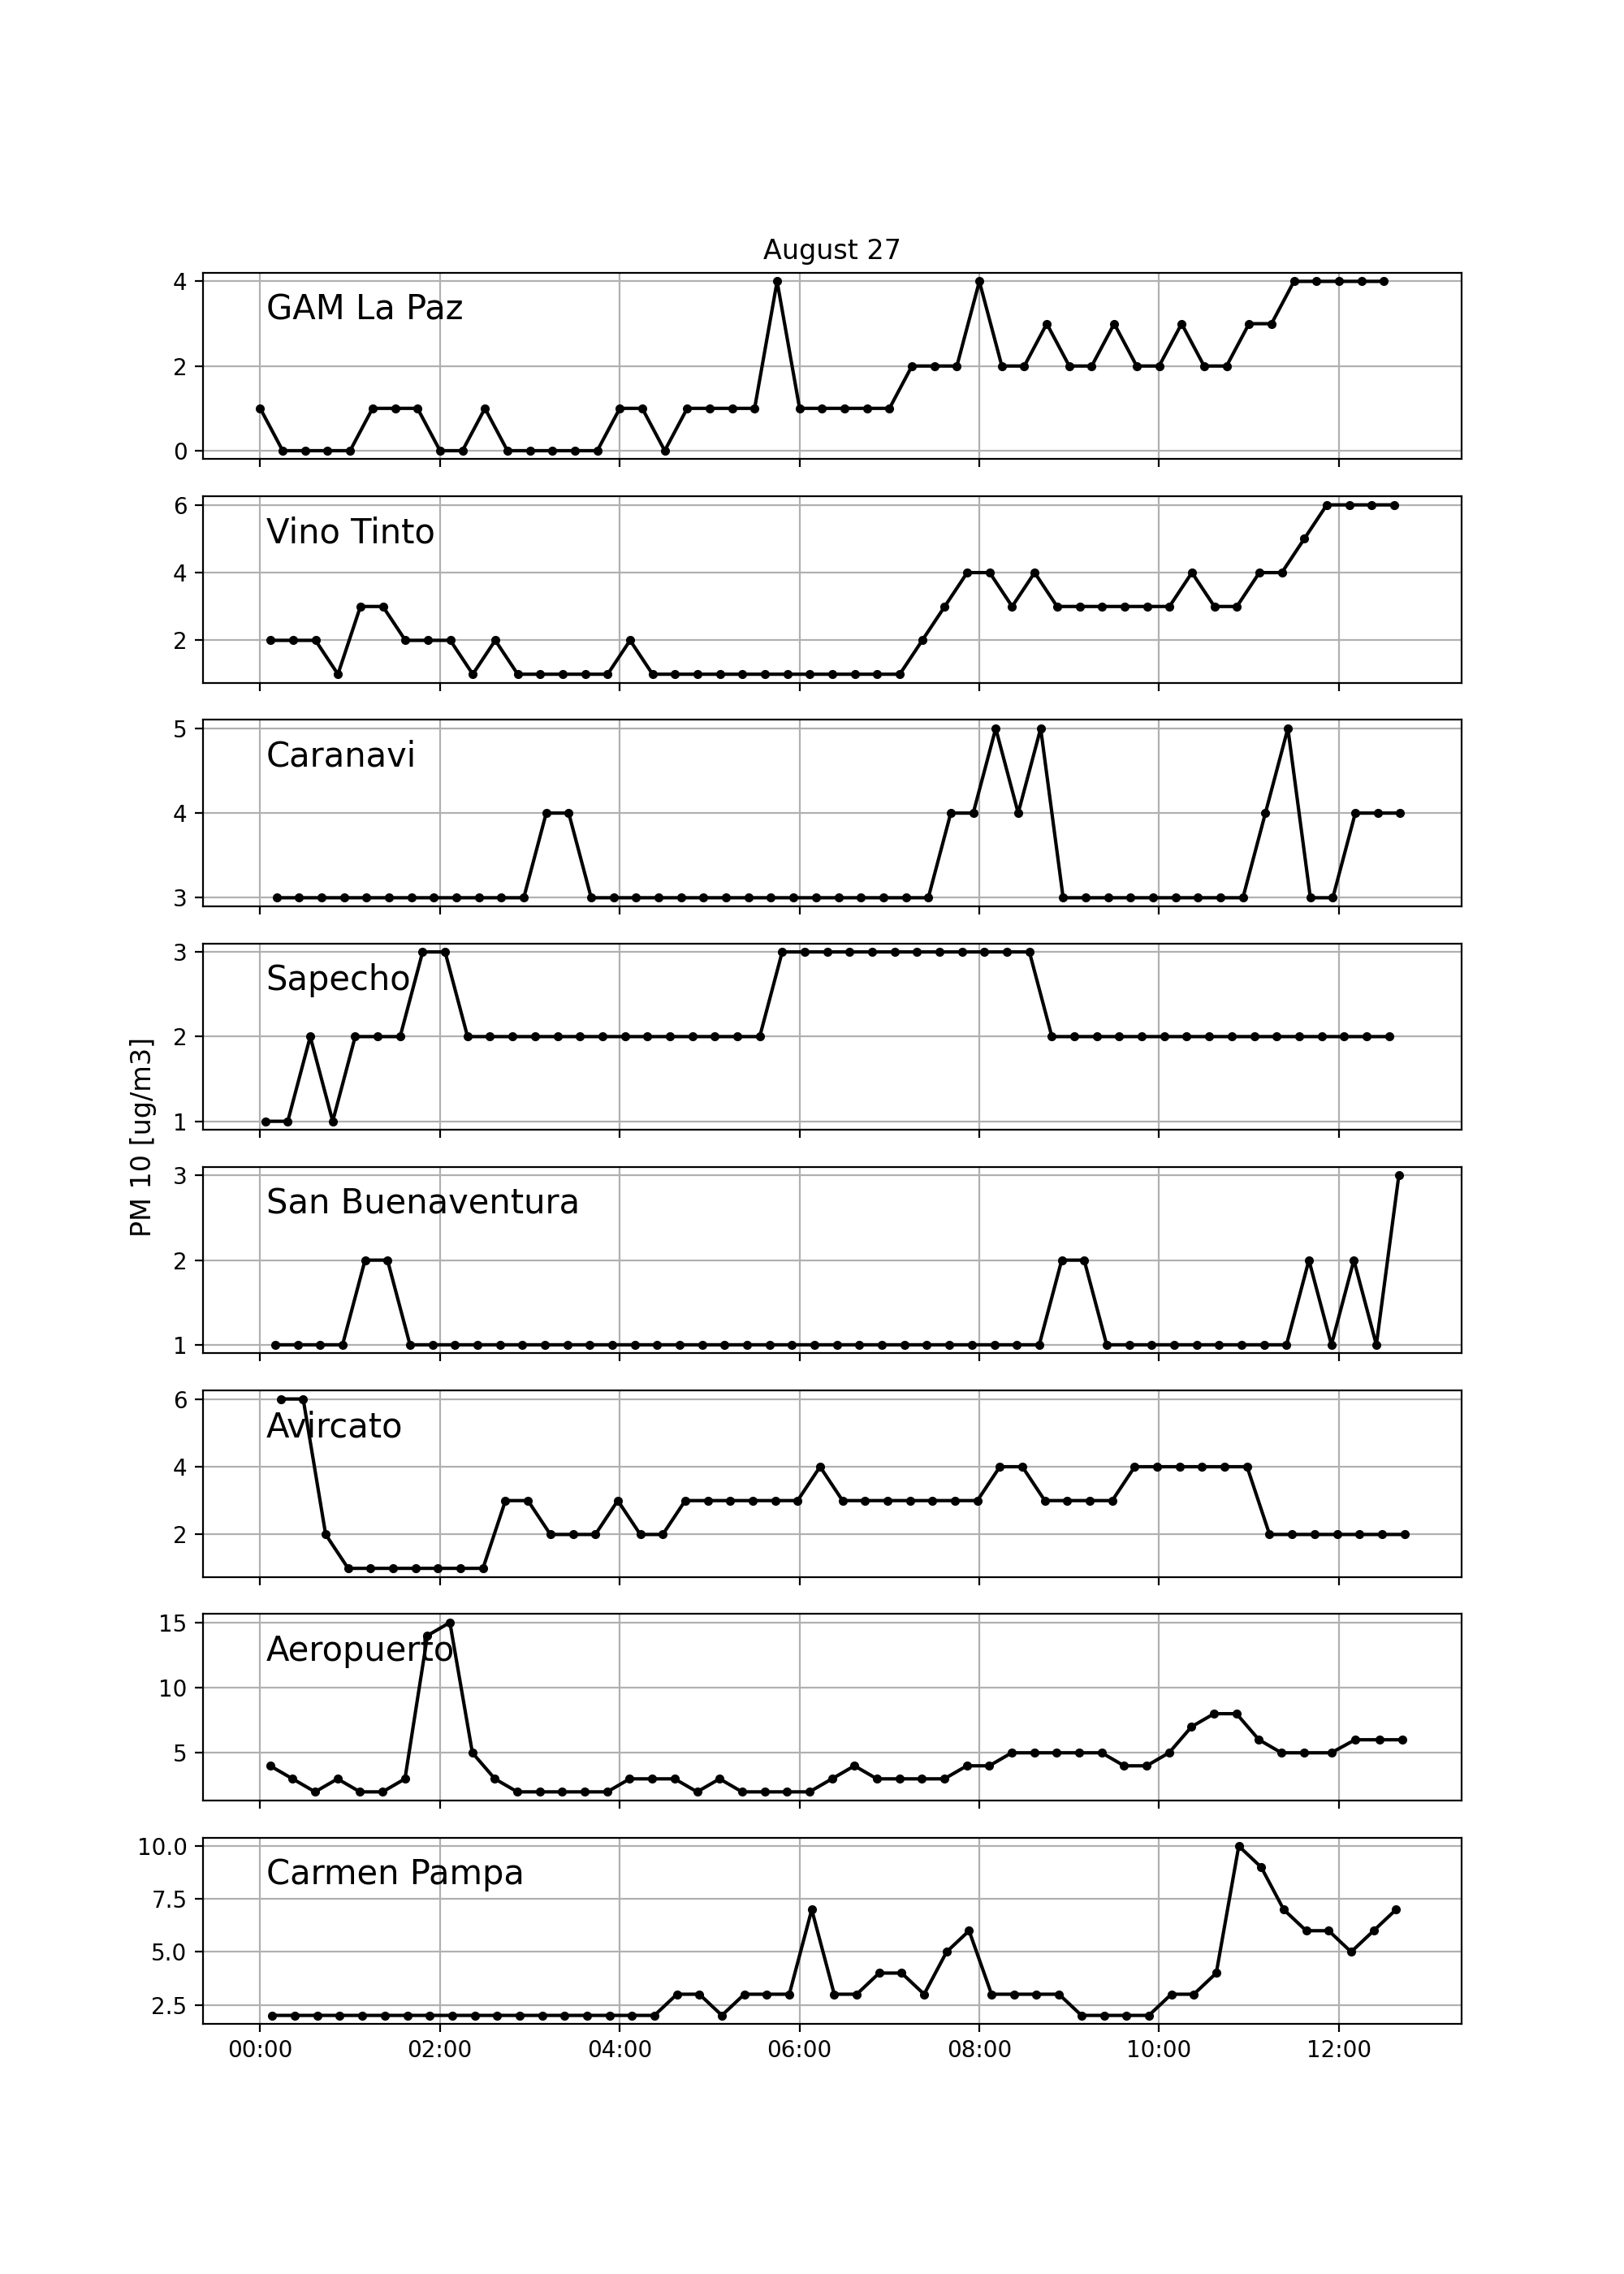 August 27
4
GAM La Paz
2
0
6
Vino Tinto
4
2
5
Caranavi
4
3
3
Sapecho
2
1
PM 10 [ug/m3]
3
San Buenaventura
2
1
6
Avircato
4
2
15
Aeropuerto
10
5
10.0
Carmen Pampa
7.5
5.0
2.5
00:00 02:00 04:00 06:00 08:00 10:00 12:00